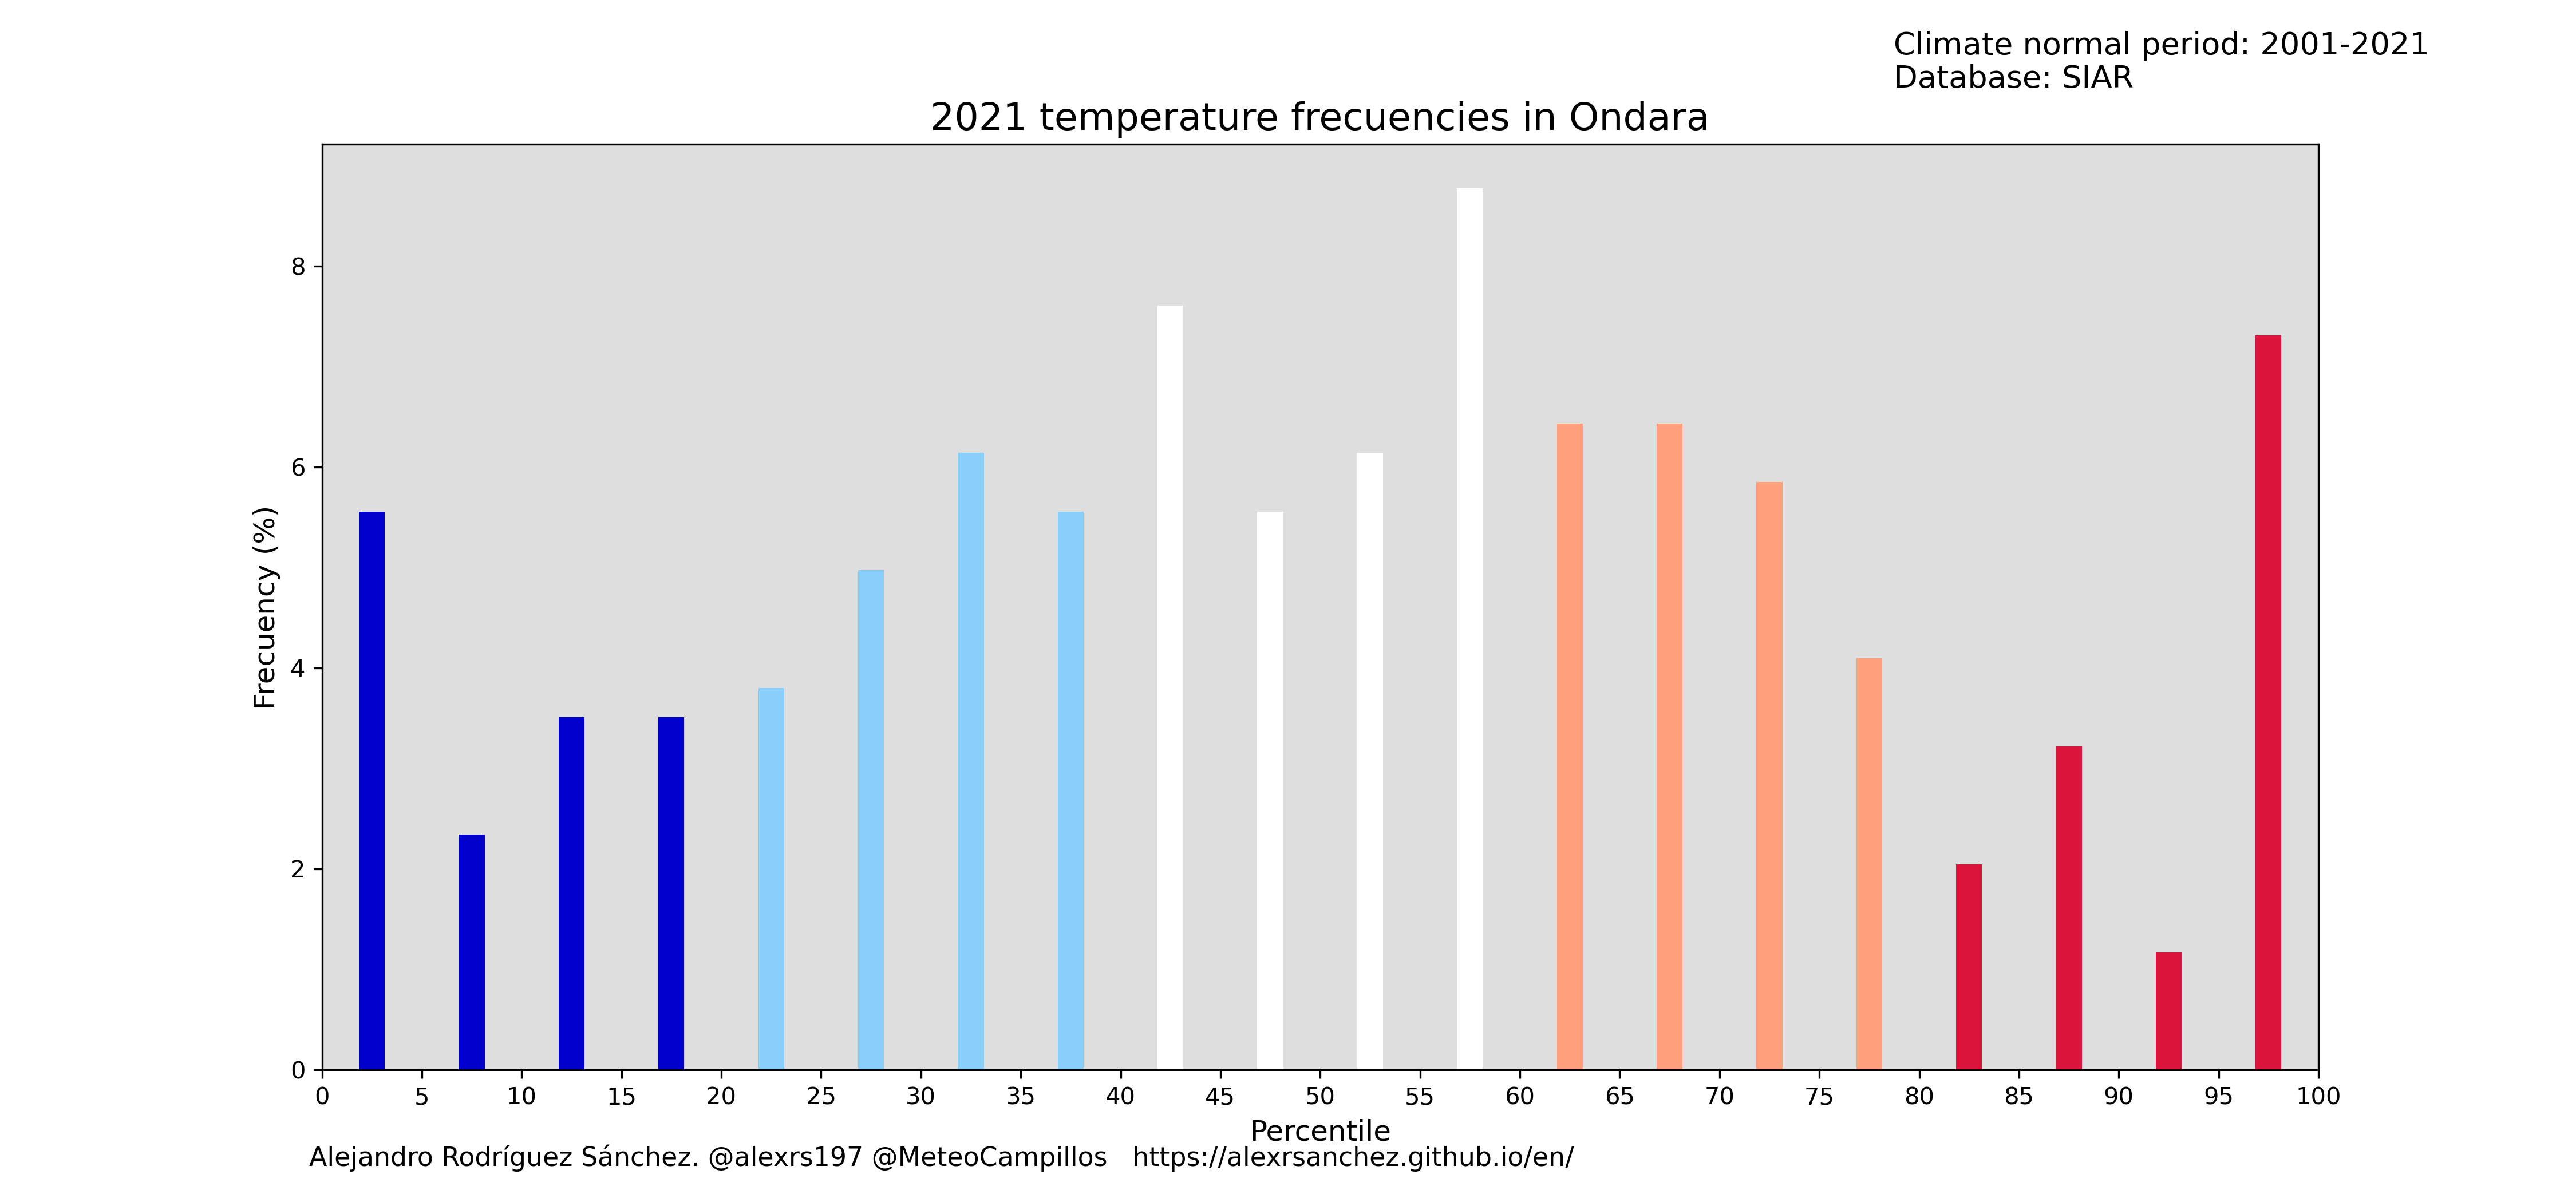 Climate normal period: 2001-2021
Database: SIAR
2021 temperature frecuencies in Ondara
Frecuency (%)
8
6
4
2
0
0 5 10 15 20 25 30 35 40 45 50 55 60 65 70 75 80 85 90 95 100
Percentile
Alejandro Rodríguez Sánchez. @alexrs197 @MeteoCampillos https://alexrsanchez.github.io/en/